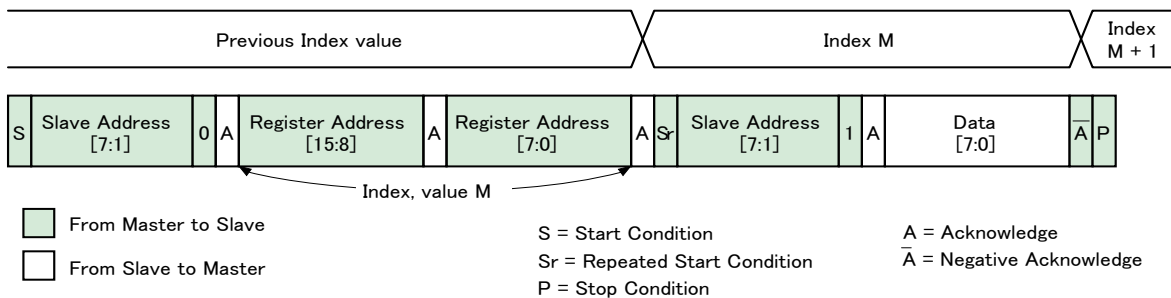 Previous Index value
Index M
Index
M + 1
S
Slave Address
[7:1]
0
A
Register Address
[15:8]
A
Register Address
[7:0]
A
Sr
Slave Address
[7:1]
1
A
Data
[7:0]
A̅
P
Index, value M
From Master to Slave
From Slave to Master
S = Start Condition
Sr = Repeated Start Condition
P = Stop Condition
A = Acknowledge
A̅ = Negative Acknowledge